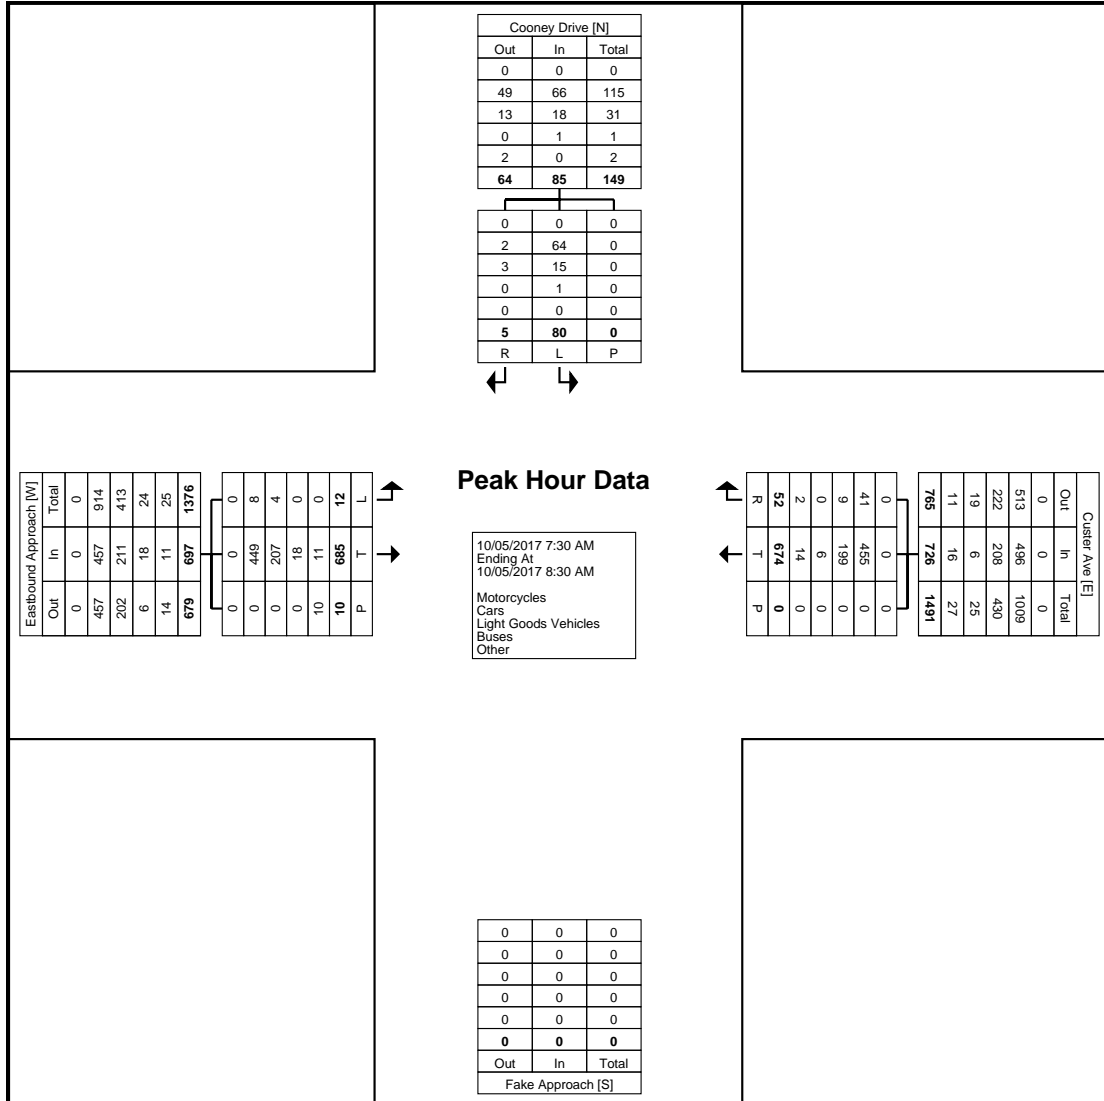 Cooney Drive [N]
Out In Total
0 0 0
49 66 115
13 18 31
0 1 1
2 0 2
64 85 149
0 0 0
2 64 0
3 15 0
0 1 0
0 0 0
5 80 0
R L P
Eastbound Approach [W]
Total In Out
0 0 0
914 457 457
413 211 202
24 18 6
25 11 14
1376 697 679
0 0 0
8 449 0
4 207 0
0 18 0
0 11 10
12 685 10
L T P
Peak Hour Data
10/05/2017 7:30 AM
Ending At
10/05/2017 8:30 AM
Motorcycles
Cars
Light Goods Vehicles
Buses
Other
Custer Ave [E]
Out In Total
0 0 0
513 496 1009
222 208 430
19 6 25
11 16 27
765 726 1491
0 0 0
41 455 0
9 199 0
0 6 0
2 14 0
52 674 0
R T P
0 0 0
0 0 0
0 0 0
0 0 0
0 0 0
0 0 0
Out In Total
Fake Approach [S]